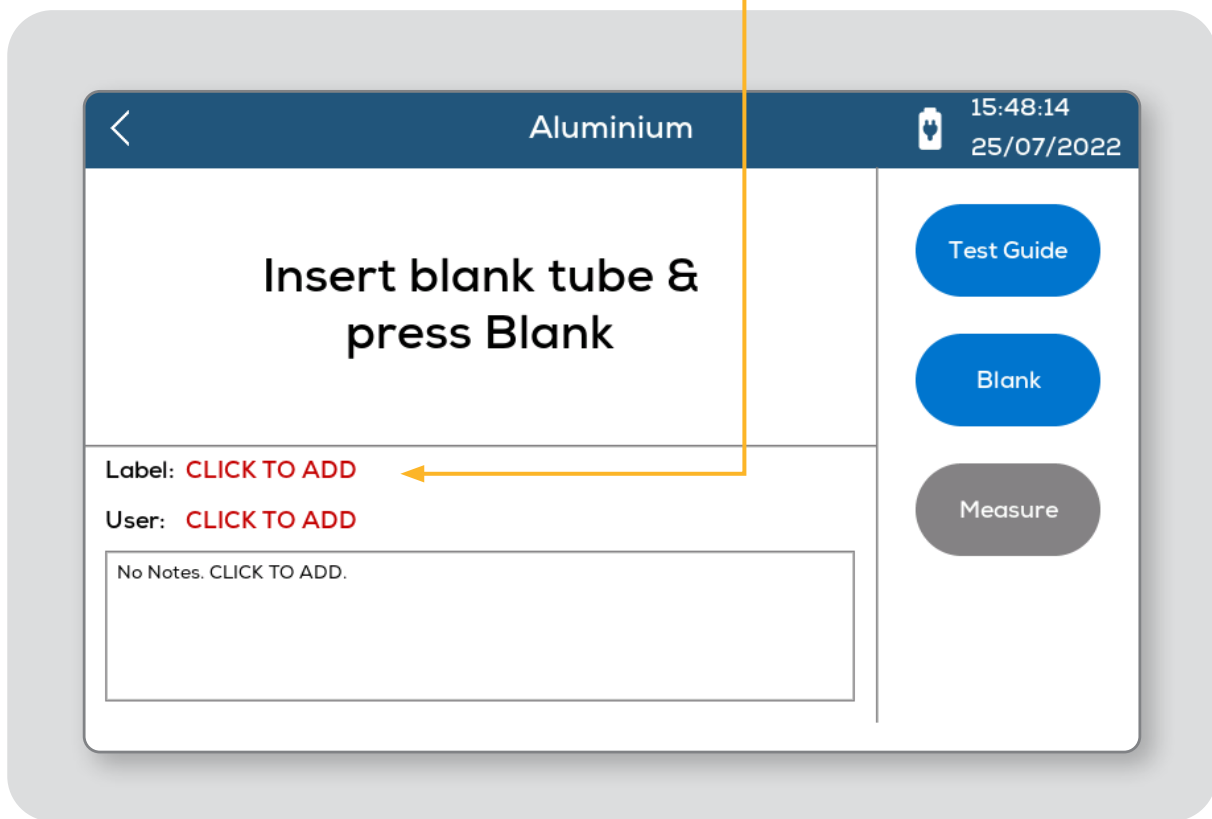 Aluminium
15:48:14
25/07/2022
Insert blank tube &
press Blank
Test Guide
Blank
Measure
Label: CLICK TO ADD
User: CLICK TO ADD
No Notes. CLICK TO ADD.